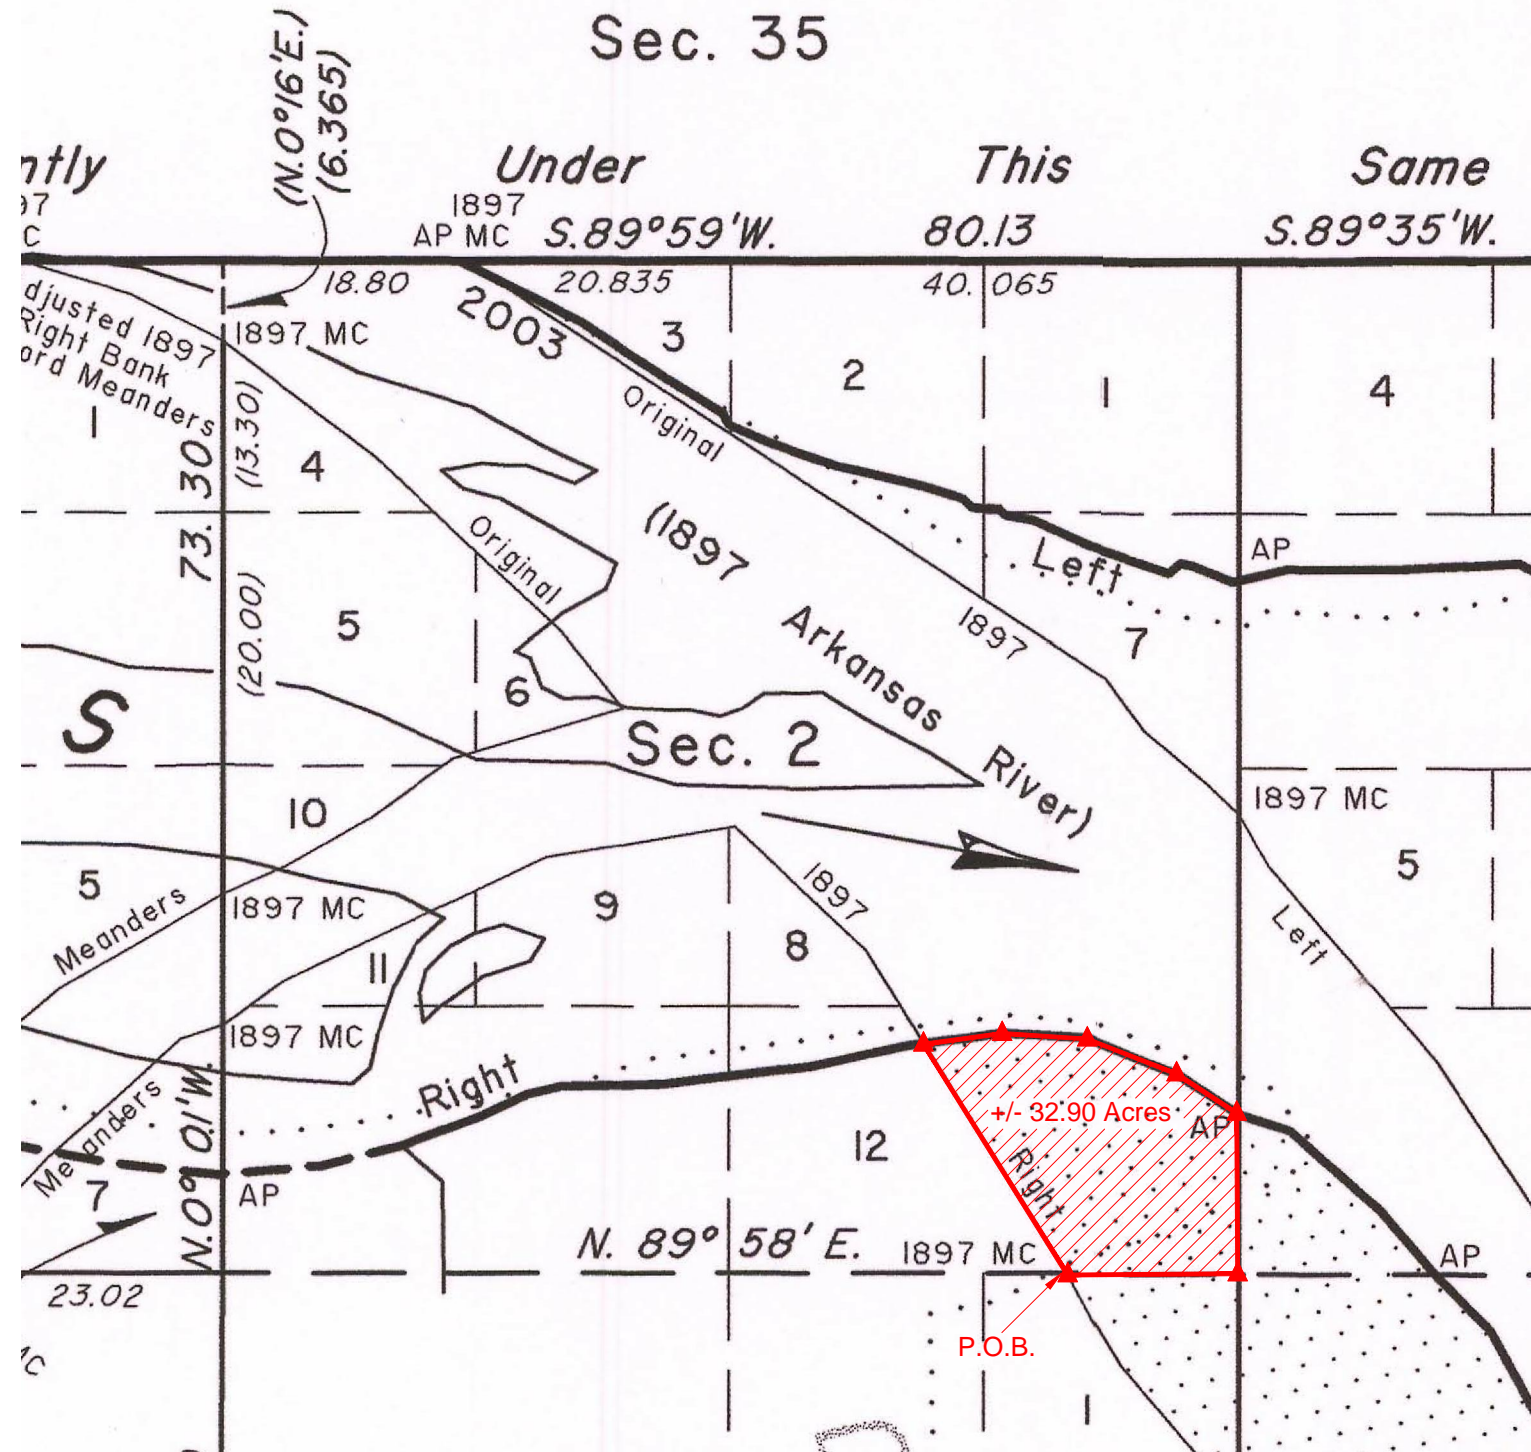 Sec. 35
(N.0°16'E.)
(6.365)
ntly Under This Same
97 1897
C AP MC S.89°59'W. 80.13 S.89°35'W.
18.80 20.835 40.065
djusted 1897
Right Bank
ord Meanders
1897 MC
2003
3
2
1
4
1
(13.30)
4
Original
73.30
Original
(1897
Arkansas
River)
Left
AP
(20.00)
5
1897
7
6
S
Sec. 2
10
1897 MC
5
5
1897 MC
Meanders
9
1897
8
Left
11
1897 MC
Right
+/- 32.90 Acres
AP
Meanders
N.0°01'W.
12
Right
7
AP
N. 89° 58' E.
1897 MC
AP
23.02
P.O.B.
MC
1